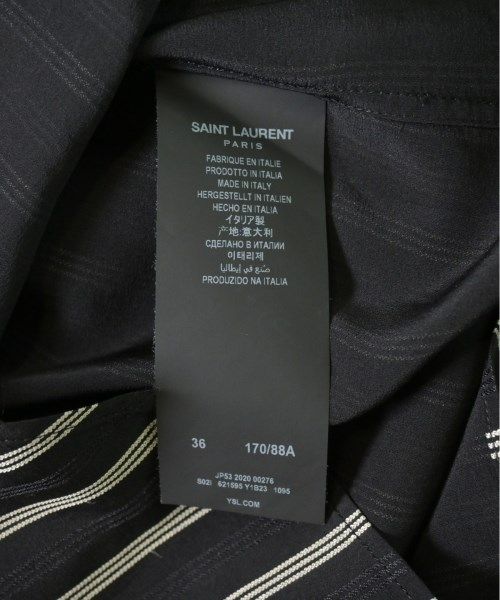 SAINT LAURENT
PARIS
FABRIQUE EN ITALIE
PRODOTTO IN ITALIA
MADE IN ITALY
HERGESTELLT IN ITALIEN
HECHO EN ITALIA
イタリア製
产地:意大利
СДЕЛАНО В ИТАЛИИ
이태리제
صنع في إيطاليا
PRODUZIDO NA ITALIA
36 170/88A
JP53 2020 00276
S02I 621595 Y1B23 1095
YSL.COM